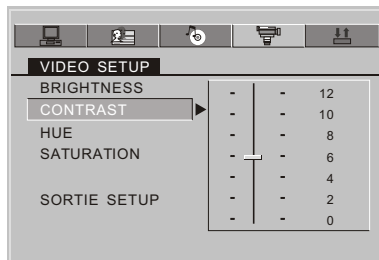 VIDEO SETUP
BRIGHTNESS
CONTRAST
HUE
SATURATION
SORTIE SETUP
12
10
8
6
4
2
0